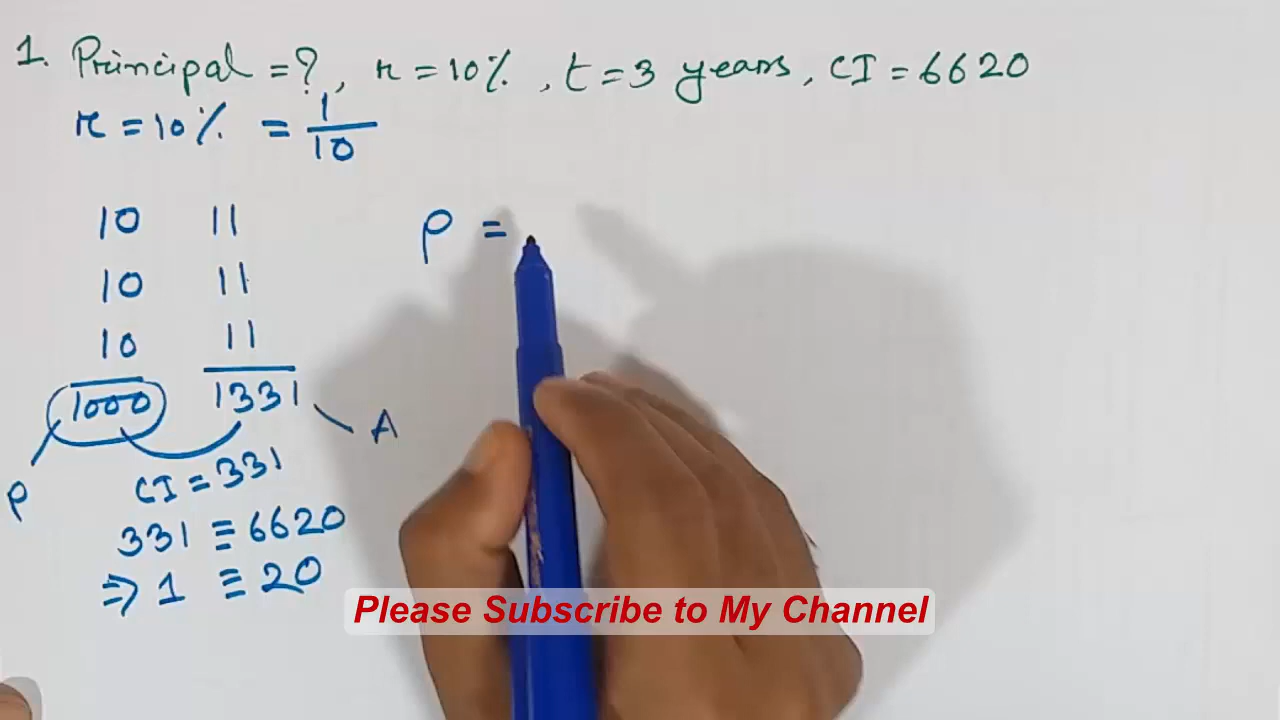 1. Principal = ?, r = 10%, t = 3 years, CI = 6620
r = 10% = 1/10
10 11
10 11
10 11
1000 1331
P A
CI = 331
331 ≡ 6620
⇒ 1 ≡ 20
P =
Please Subscribe to My Channel